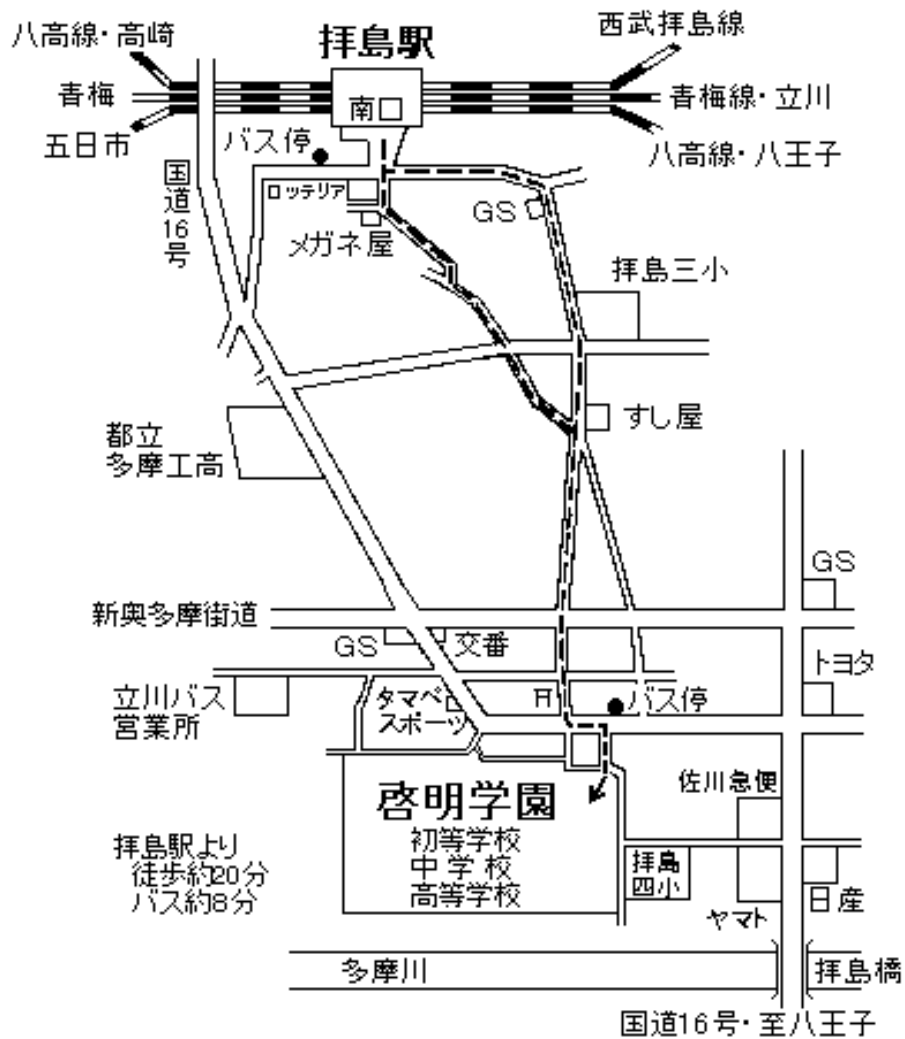 八高線・高崎
拝島駅
西武拝島線
青梅
南口
青梅線・立川
五日市
バス停
八高線・八王子
国道16号
ロッテリア
GS
メガネ屋
拝島三小
すし屋
都立
多摩工高
GS
新奥多摩街道
GS
交番
トヨタ
立川バス
営業所
タマペ
スポーツ
バス停
佐川急便
啓明学園
初等学校
中学校
高等学校
拝島駅より
徒歩約20分
バス約8分
拝島
四小
ヤマト
日産
多摩川
拝島橋
国道16号・至八王子